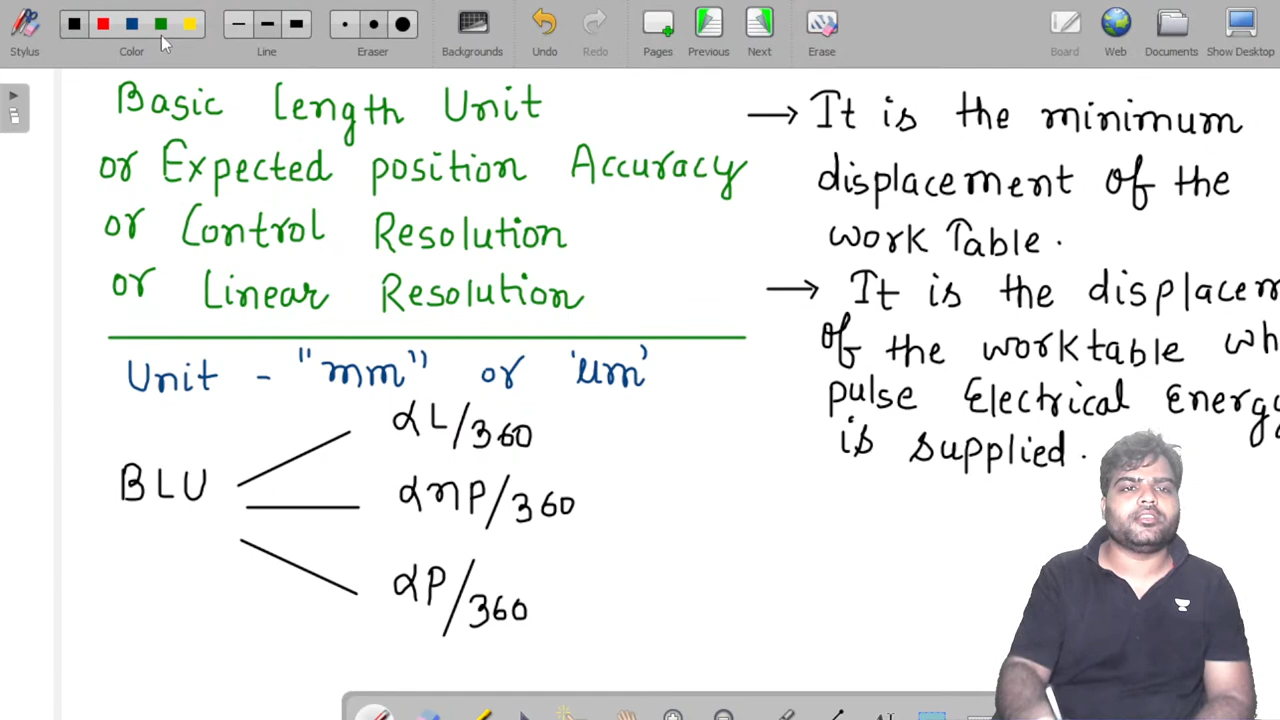 Stylus
Color
Line
Eraser
Backgrounds
Undo
Redo
Pages
Previous
Next
Erase
Board
Web
Documents
Show Desktop
Basic Length Unit
or Expected position Accuracy
or Control Resolution
or Linear Resolution
Unit - "mm" or 'um'
BLU
αL/360
αnP/360
αP/360
→ It is the minimum
displacement of the
work Table.
→ It is the displacem
of the worktable wh
pulse Electrical Energy
is supplied.